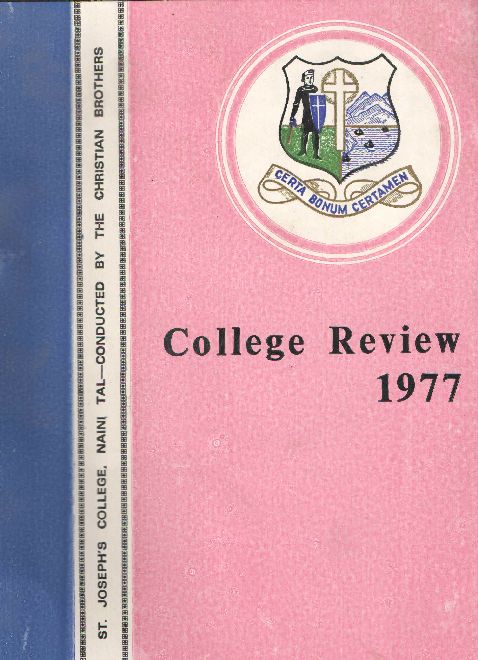 CERTA BONUM CERTAMEN
College Review
1977
ST. JOSEPH'S COLLEGE, NAINI TAL—CONDUCTED BY THE CHRISTIAN BROTHERS